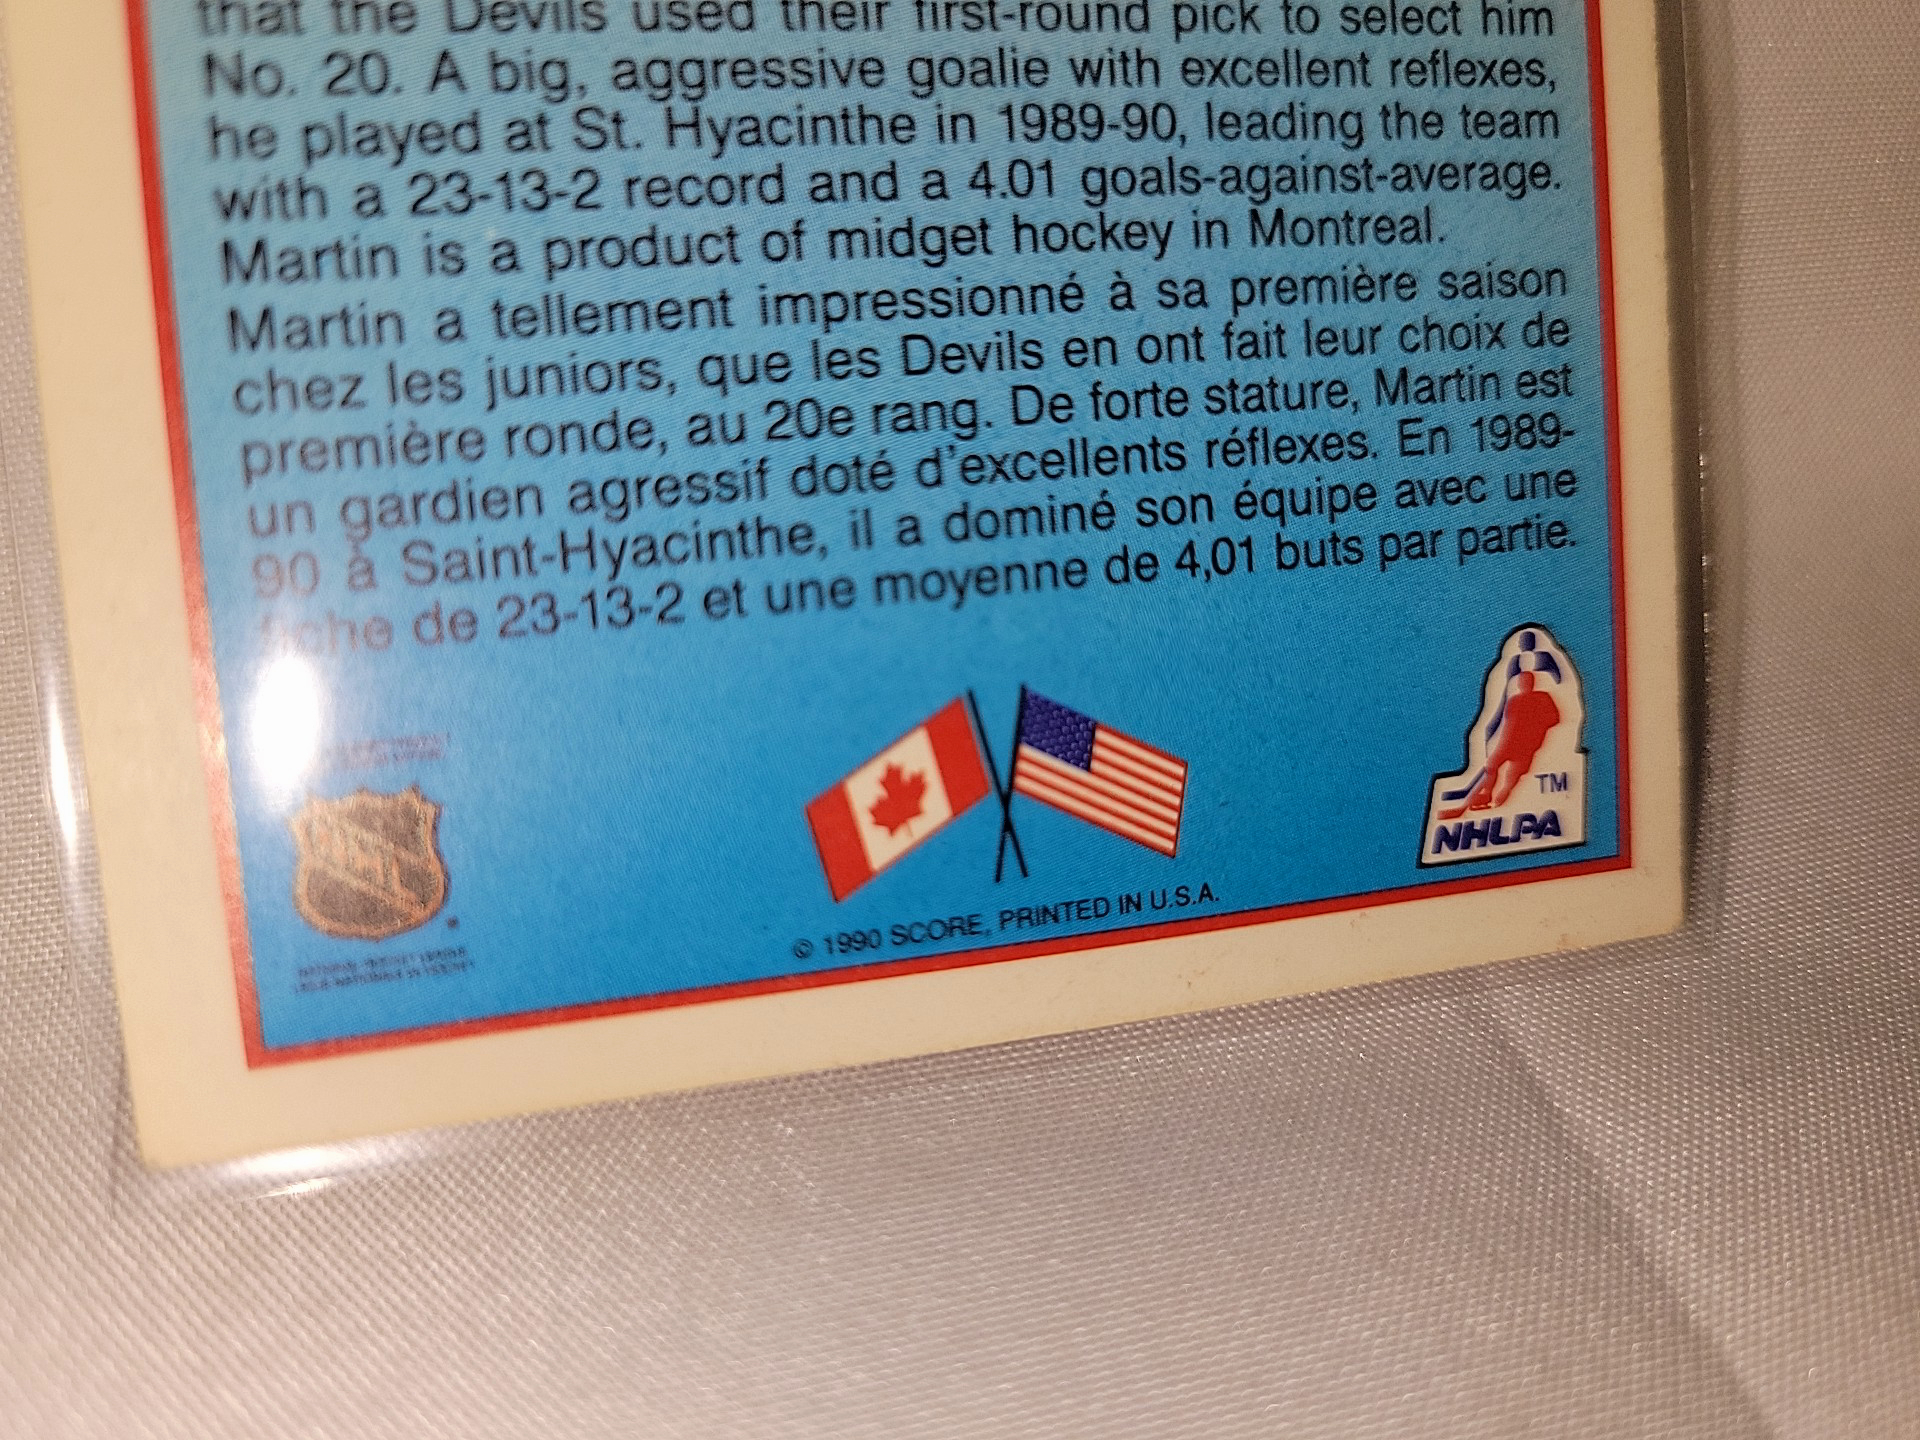 that the Devils used their first-round pick to select him
No. 20. A big, aggressive goalie with excellent reflexes,
he played at St. Hyacinthe in 1989-90, leading the team
with a 23-13-2 record and a 4.01 goals-against-average.
Martin is a product of midget hockey in Montreal.
Martin a tellement impressionné à sa première saison
chez les juniors, que les Devils en ont fait leur choix de
première ronde, au 20e rang. De forte stature, Martin est
un gardien agressif doté d'excellents réflexes. En 1989-
90 à Saint-Hyacinthe, il a dominé son équipe avec une
fiche de 23-13-2 et une moyenne de 4,01 buts par partie.
TM
NHLPA
© 1990 SCORE, PRINTED IN U.S.A.